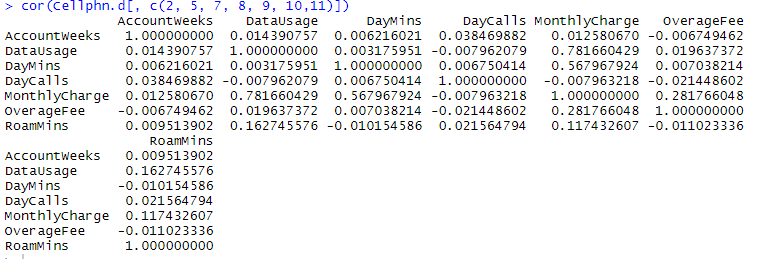 > cor(Cellphn.d[, c(2, 5, 7, 8, 9, 10,11)])
AccountWeeks DataUsage DayMins DayCalls MonthlyCharge OverageFee
AccountWeeks 1.000000000 0.014390757 0.006216021 0.038469882 0.012580670 -0.006749462
DataUsage 0.014390757 1.000000000 0.003175951 -0.007962079 0.781660429 0.019637372
DayMins 0.006216021 0.003175951 1.000000000 0.006750414 0.567967924 0.007038214
DayCalls 0.038469882 -0.007962079 0.006750414 1.000000000 -0.007963218 -0.021448602
MonthlyCharge 0.012580670 0.781660429 0.567967924 -0.007963218 1.000000000 0.281766048
OverageFee -0.006749462 0.019637372 0.007038214 -0.021448602 0.281766048 1.000000000
RoamMins 0.009513902 0.162745576 -0.010154586 0.021564794 0.117432607 -0.011023336
RoamMins
AccountWeeks 0.009513902
DataUsage 0.162745576
DayMins -0.010154586
DayCalls 0.021564794
MonthlyCharge 0.117432607
OverageFee -0.011023336
RoamMins 1.000000000